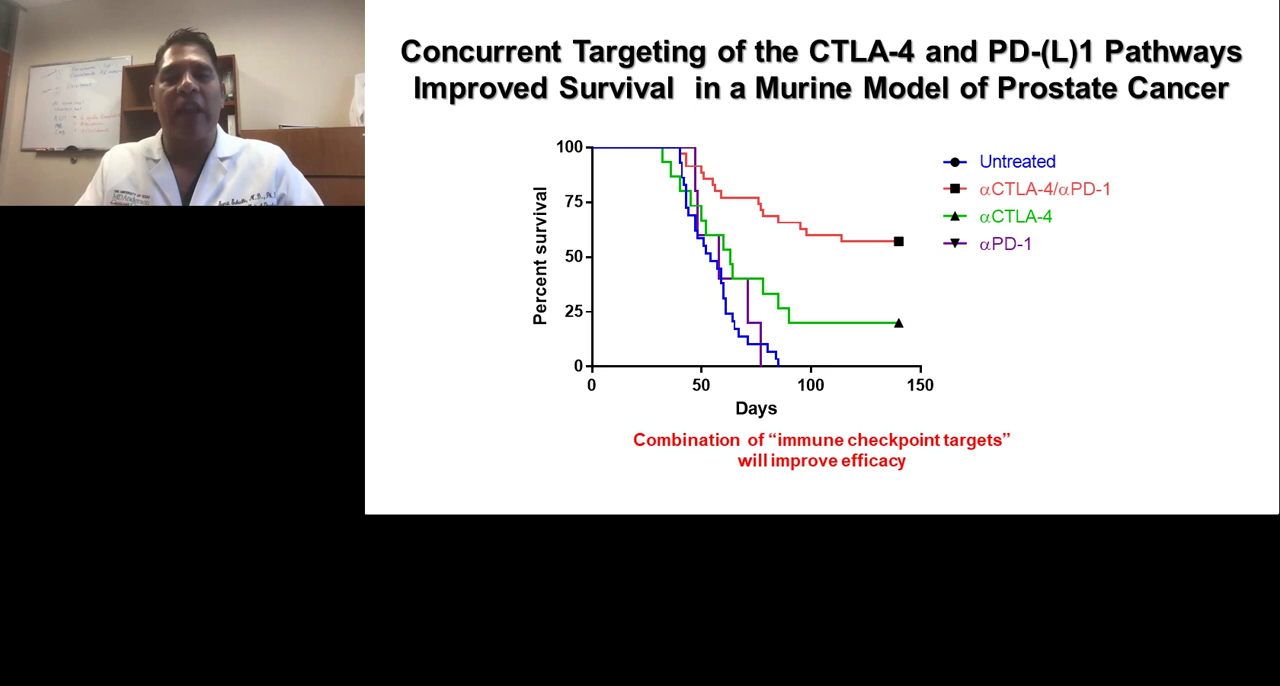 Concurrent Targeting of the CTLA-4 and PD-(L)1 Pathways
Improved Survival in a Murine Model of Prostate Cancer
Percent survival
100
75
50
25
0
0 50 100 150
Days
Untreated
αCTLA-4/αPD-1
αCTLA-4
αPD-1
Combination of “immune checkpoint targets”
will improve efficacy